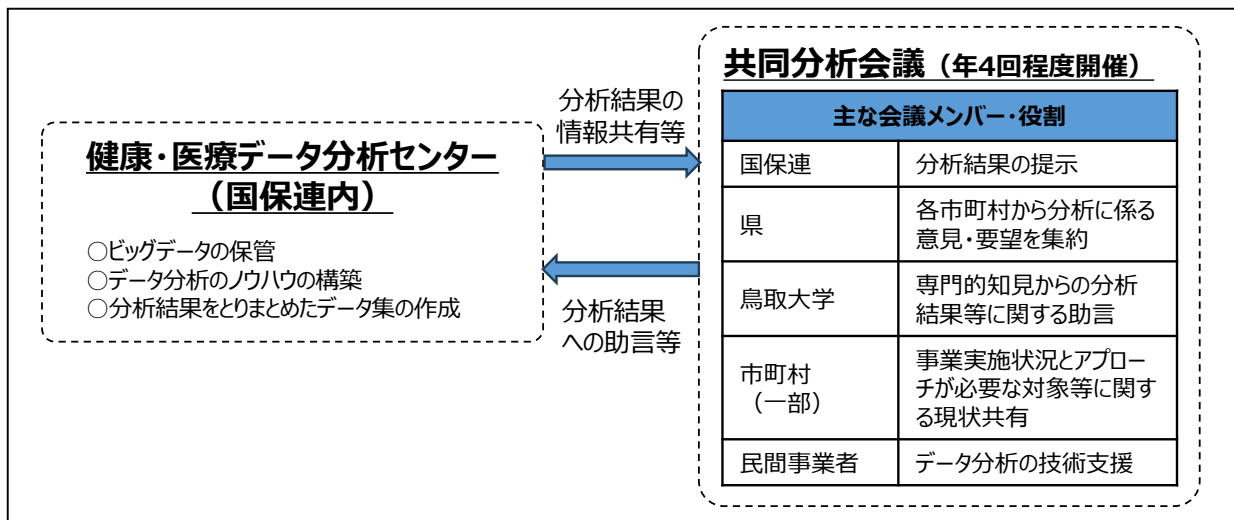 健康・医療データ分析センター
（国保連内）
○ビッグデータの保管
○データ分析のノウハウの構築
○分析結果をとりまとめたデータ集の作成
分析結果の
情報共有等
分析結果
への助言等
共同分析会議（年4回程度開催）
主な会議メンバー・役割
国保連
分析結果の提示
県
各市町村から分析に係る
意見・要望を集約
鳥取大学
専門的知見からの分析
結果等に関する助言
市町村
（一部）
事業実施状況とアプロー
チが必要な対象等に関す
る現状共有
民間事業者
データ分析の技術支援